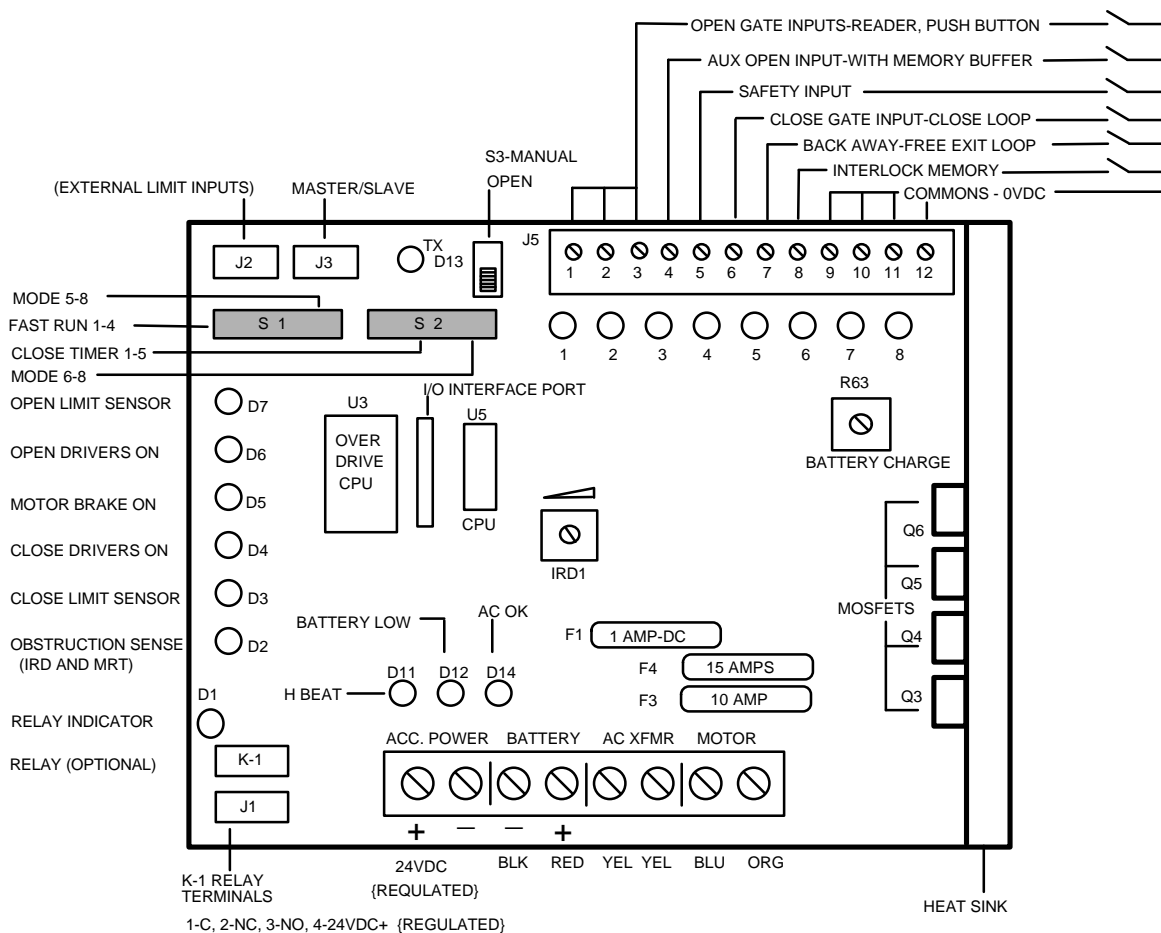 OPEN GATE INPUTS-READER, PUSH BUTTON
AUX OPEN INPUT-WITH MEMORY BUFFER
SAFETY INPUT
CLOSE GATE INPUT-CLOSE LOOP
BACK AWAY-FREE EXIT LOOP
INTERLOCK MEMORY
COMMONS - 0VDC
S3-MANUAL
OPEN
(EXTERNAL LIMIT INPUTS)
MASTER/SLAVE
J2
J3
TX
D13
J5
1 2 3 4 5 6 7 8 9 10 11 12
MODE 5-8
FAST RUN 1-4
S 1
S 2
CLOSE TIMER 1-5
MODE 6-8
1 2 3 4 5 6 7 8
I/O INTERFACE PORT
OPEN LIMIT SENSOR
D7
U3
U5
R63
OPEN DRIVERS ON
D6
OVER
DRIVE
CPU
BATTERY CHARGE
MOTOR BRAKE ON
D5
CPU
Q6
CLOSE DRIVERS ON
D4
IRD1
Q5
CLOSE LIMIT SENSOR
D3
MOSFETS
OBSTRUCTION SENSE
(IRD AND MRT)
D2
BATTERY LOW
AC OK
F1
1 AMP-DC
Q4
F4
15 AMPS
H BEAT
D11
D12
D14
F3
10 AMP
Q3
D1
RELAY INDICATOR
ACC. POWER
BATTERY
AC XFMR
MOTOR
RELAY (OPTIONAL)
K-1
J1
+ — — +
24VDC
{REQULATED}
BLK RED YEL YEL BLU ORG
K-1 RELAY
TERMINALS
1-C, 2-NC, 3-NO, 4-24VDC+ {REGULATED}
HEAT SINK